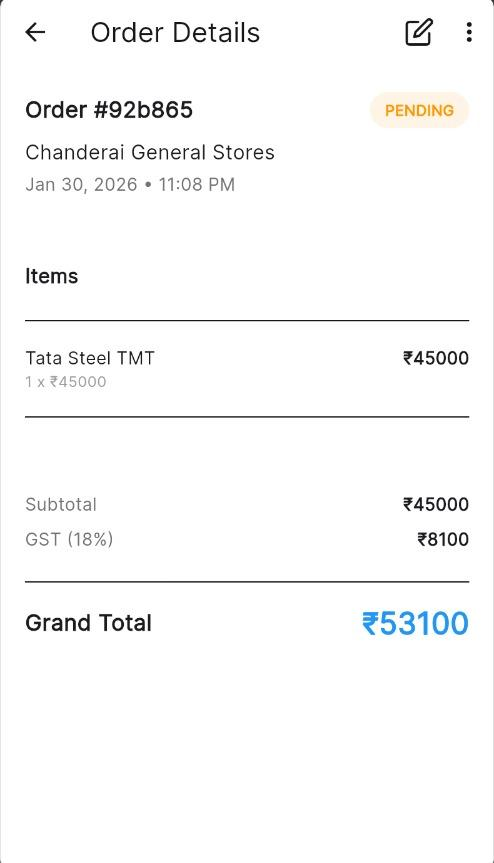 Order Details
Order #92b865
PENDING
Chanderai General Stores
Jan 30, 2026 • 11:08 PM
Items
Tata Steel TMT ₹45000
1 x ₹45000
Subtotal ₹45000
GST (18%) ₹8100
Grand Total ₹53100